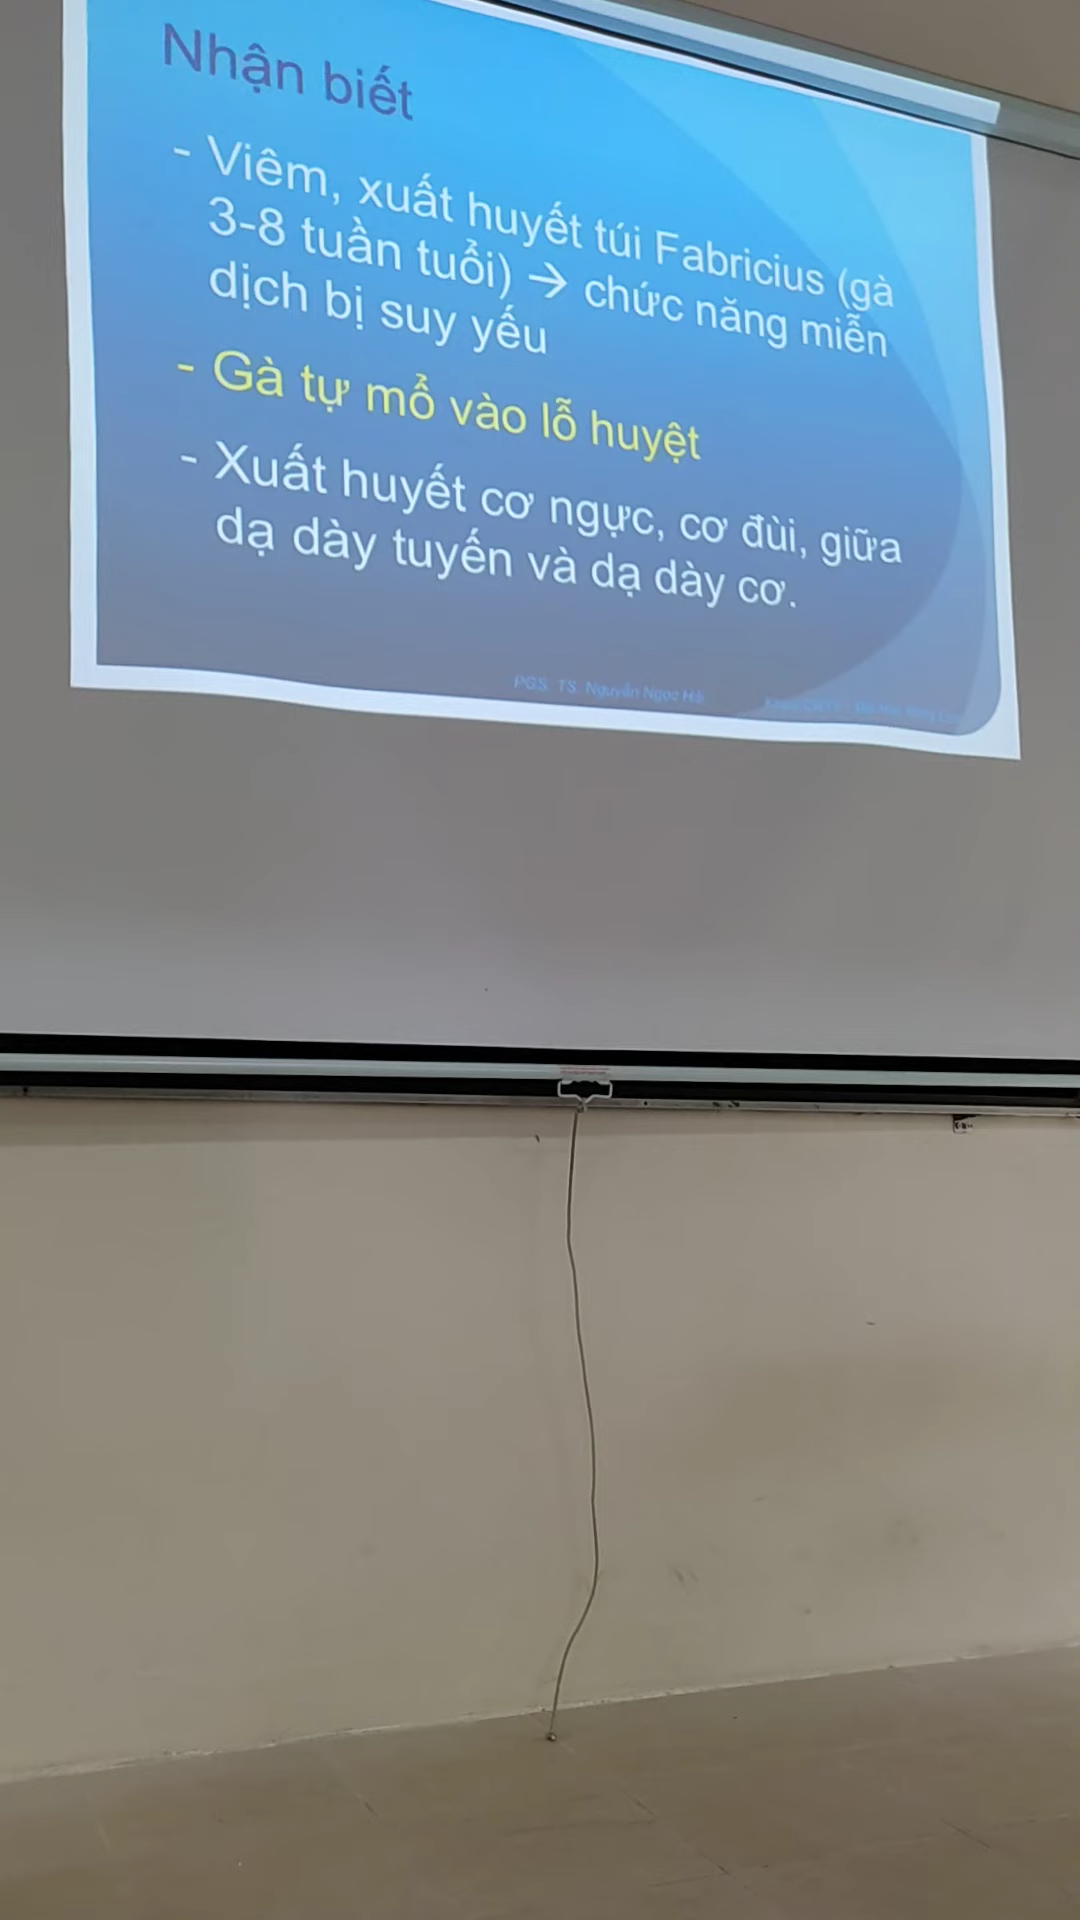 Nhận biết
- Viêm, xuất huyết túi Fabricius (gà
3-8 tuần tuổi) → chức năng miễn
dịch bị suy yếu
- Gà tự mổ vào lỗ huyệt
- Xuất huyết cơ ngực, cơ đùi, giữa
dạ dày tuyến và dạ dày cơ.
PGS. TS. Nguyễn Ngọc Hải